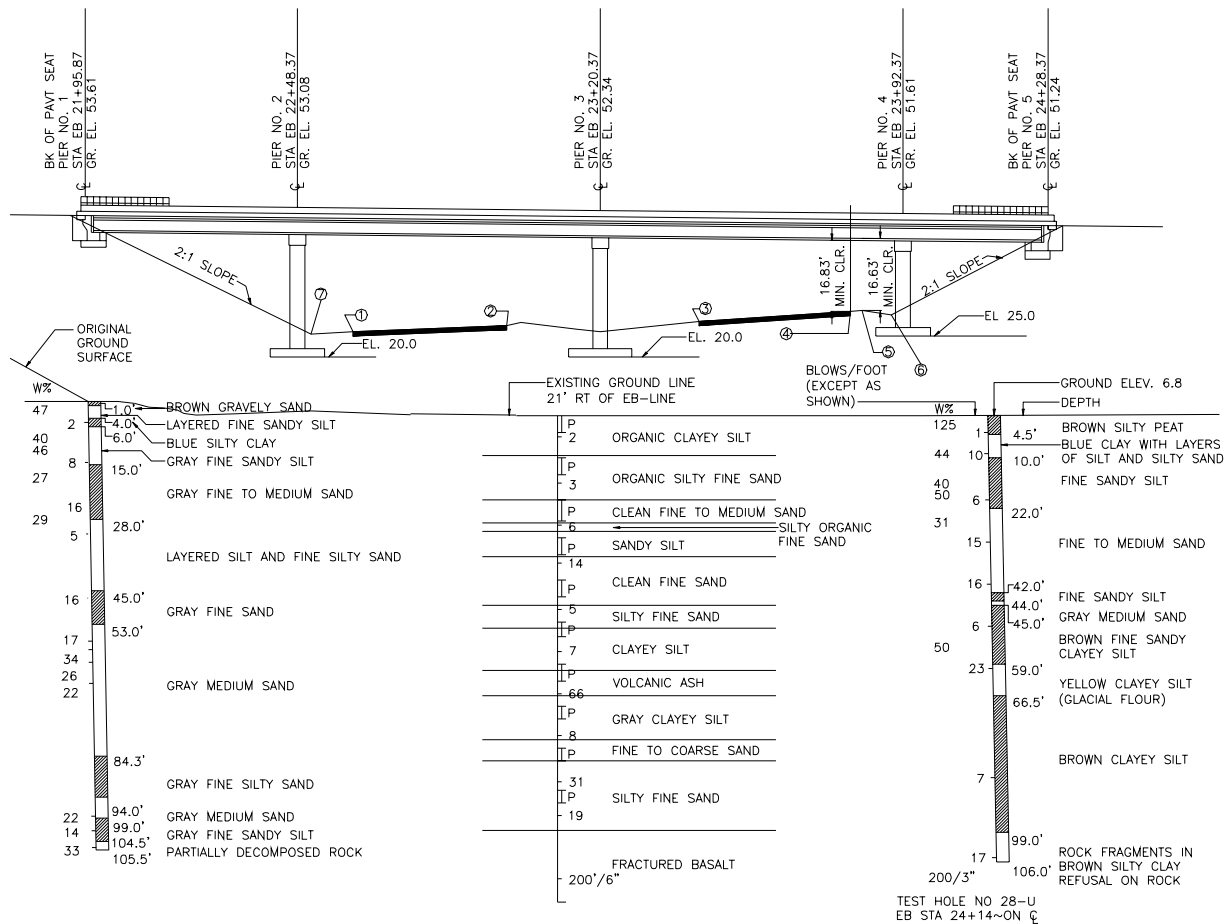 BK OF PAVT SEAT
PIER NO. 1
STA EB 21+95.87
GR. EL. 53.61
PIER NO. 2
STA EB 22+48.37
GR. EL. 53.08
PIER NO. 3
STA EB 23+20.37
GR. EL. 52.34
PIER NO. 4
STA EB 23+92.37
GR. EL. 51.61
BK OF PAVT SEAT
PIER NO. 5
STA EB 24+28.37
GR. EL. 51.24
2:1 SLOPE
16.83'
MIN. CLR.
16.63'
MIN. CLR.
2:1 SLOPE
7
1
2
3
4
5
6
EL. 20.0
EL. 20.0
EL 25.0
ORIGINAL
GROUND
SURFACE
W%
47
40
46
27
29
2
8
16
5
16
17
34
26
22
22
14
33
1.0'
4.0'
6.0'
15.0'
28.0'
45.0'
53.0'
84.3'
94.0'
99.0'
104.5'
105.5'
BROWN GRAVELY SAND
LAYERED FINE SANDY SILT
BLUE SILTY CLAY
GRAY FINE SANDY SILT
GRAY FINE TO MEDIUM SAND
LAYERED SILT AND FINE SILTY SAND
GRAY FINE SAND
GRAY MEDIUM SAND
GRAY FINE SILTY SAND
GRAY MEDIUM SAND
GRAY FINE SANDY SILT
PARTIALLY DECOMPOSED ROCK
EXISTING GROUND LINE
21' RT OF EB-LINE
P
2
P
3
P
6
P
14
P
5
P
7
P
66
P
8
P
31
P
19
200'/6"
ORGANIC CLAYEY SILT
ORGANIC SILTY FINE SAND
CLEAN FINE TO MEDIUM SAND
SILTY ORGANIC
FINE SAND
SANDY SILT
CLEAN FINE SAND
SILTY FINE SAND
CLAYEY SILT
VOLCANIC ASH
GRAY CLAYEY SILT
FINE TO COARSE SAND
SILTY FINE SAND
FRACTURED BASALT
BLOWS/FOOT
(EXCEPT AS
SHOWN)
GROUND ELEV. 6.8
DEPTH
W%
125
44
40
50
31
50
1
10
6
15
16
6
23
7
17
200/3"
4.5'
10.0'
22.0'
42.0'
44.0'
45.0'
59.0'
66.5'
99.0'
106.0'
BROWN SILTY PEAT
BLUE CLAY WITH LAYERS
OF SILT AND SILTY SAND
FINE SANDY SILT
FINE TO MEDIUM SAND
FINE SANDY SILT
GRAY MEDIUM SAND
BROWN FINE SANDY
CLAYEY SILT
YELLOW CLAYEY SILT
(GLACIAL FLOUR)
BROWN CLAYEY SILT
ROCK FRAGMENTS IN
BROWN SILTY CLAY
REFUSAL ON ROCK
TEST HOLE NO 28-U
EB STA 24+14~ON ℄